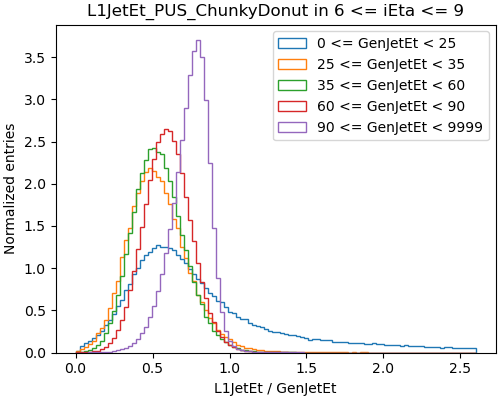 L1JetEt_PUS_ChunkyDonut in 6 <= iEta <= 9
0 <= GenJetEt < 25
25 <= GenJetEt < 35
35 <= GenJetEt < 60
60 <= GenJetEt < 90
90 <= GenJetEt < 9999
Normalized entries
3.5
3.0
2.5
2.0
1.5
1.0
0.5
0.0
0.0 0.5 1.0 1.5 2.0 2.5
L1JetEt / GenJetEt